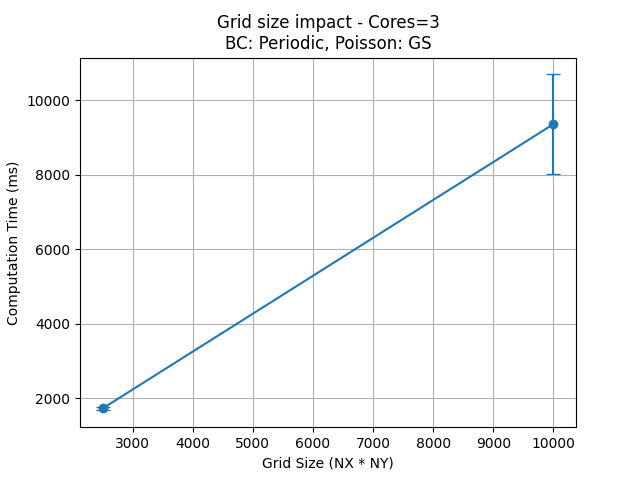 Grid size impact - Cores=3
BC: Periodic, Poisson: GS
10000
8000
6000
4000
2000
Computation Time (ms)
3000 4000 5000 6000 7000 8000 9000 10000
Grid Size (NX * NY)